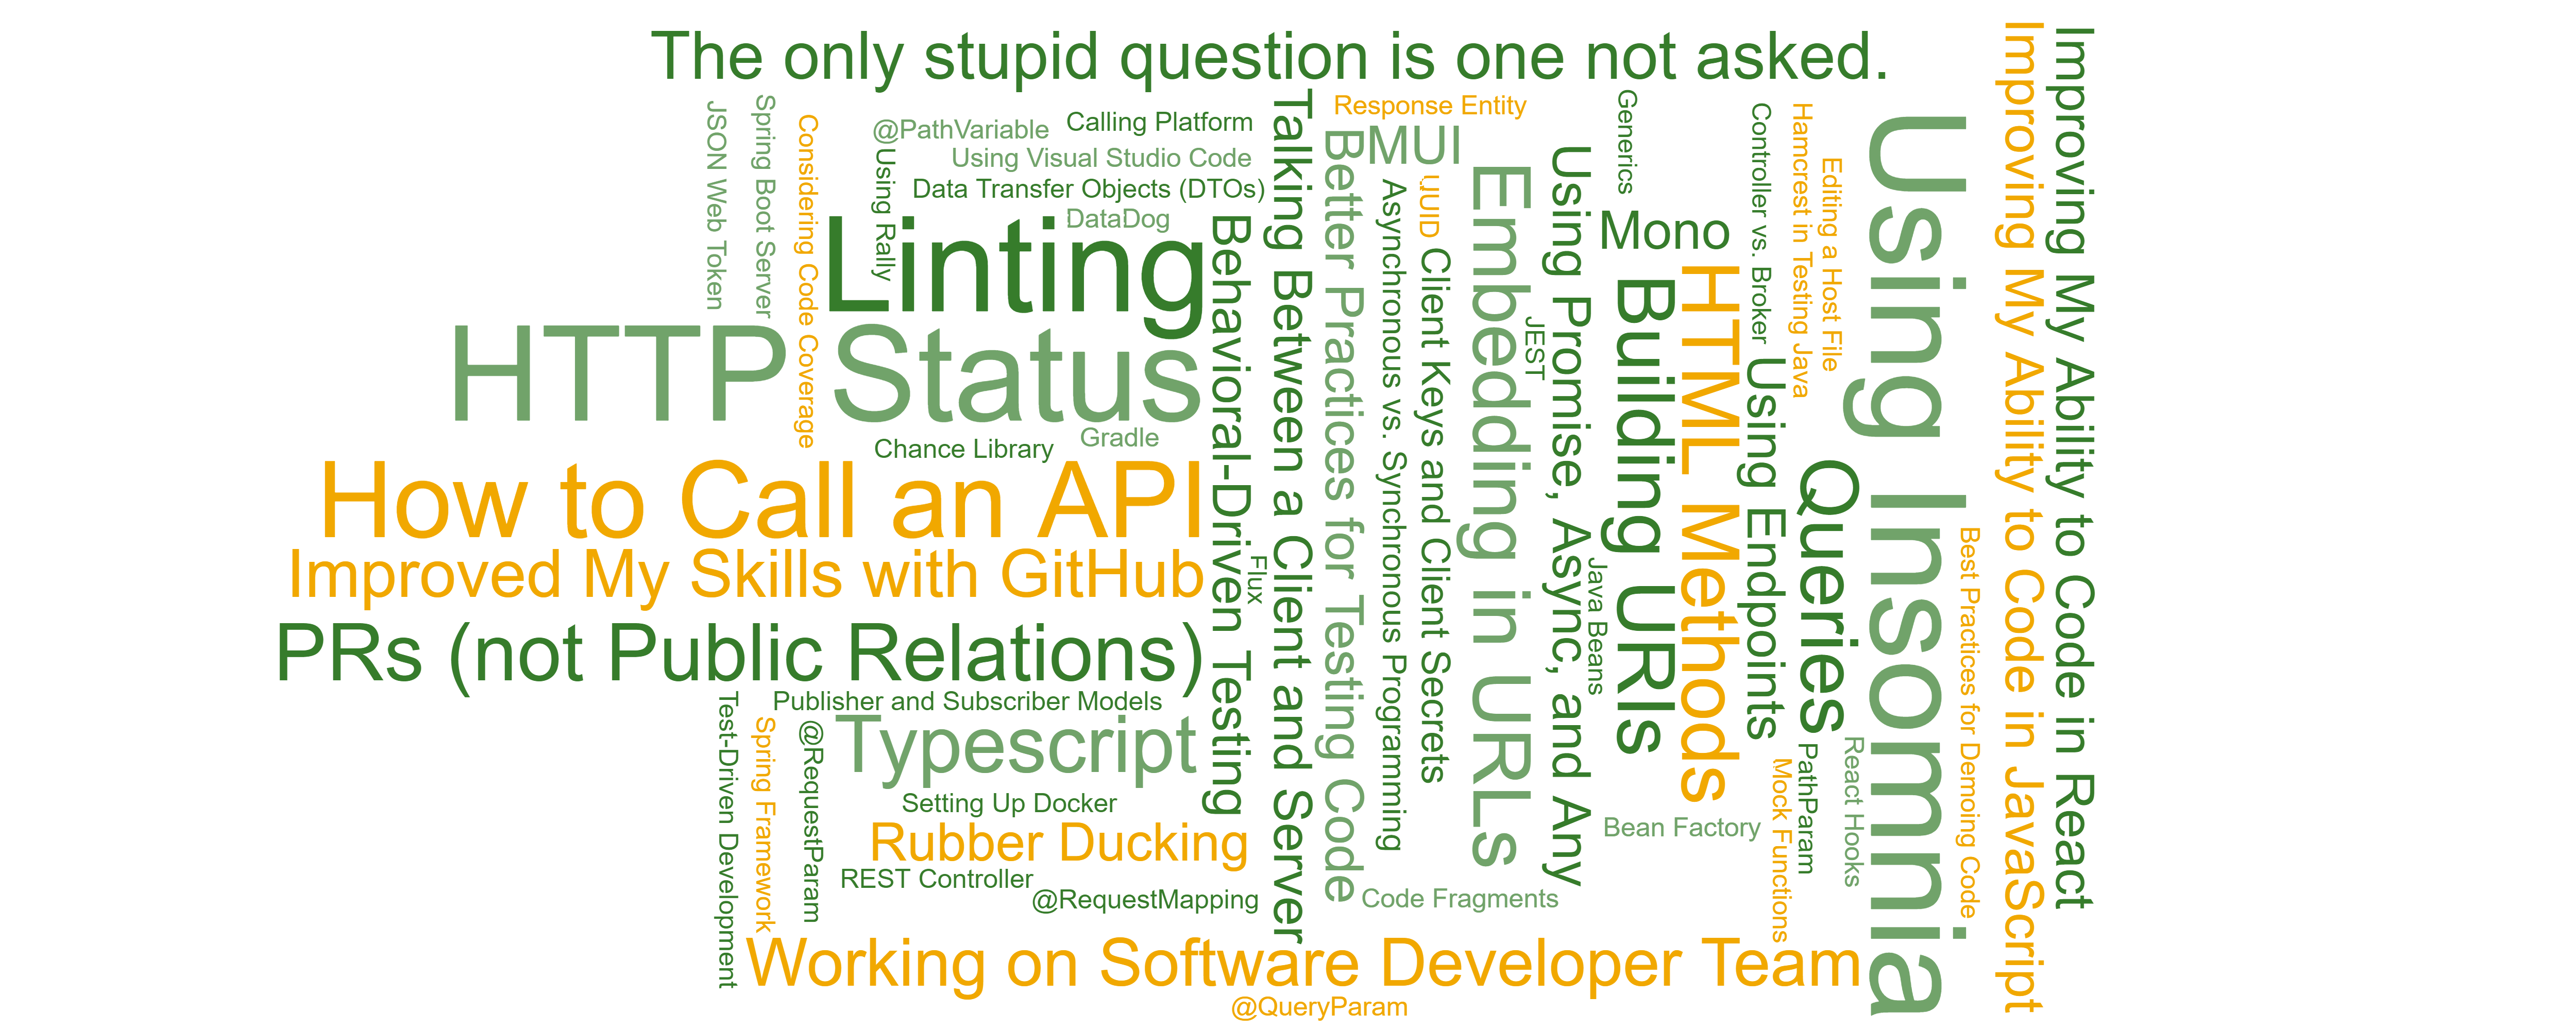 The only stupid question is one not asked.
JSON Web Token
Spring Boot Server
Considering Code Coverage
@PathVariable
Calling Platform
Using Rally
Using Visual Studio Code
Data Transfer Objects (DTOs)
DataDog
Linting
HTTP Status
Chance Library
Gradle
How to Call an API
Improved My Skills with GitHub
PRs (not Public Relations)
Publisher and Subscriber Models
Test-Driven Development
Spring Framework
@RequestParam
Typescript
Setting Up Docker
Rubber Ducking
REST Controller
@RequestMapping
Working on Software Developer Team
@QueryParam
Behavioral-Driven Testing
Flux
Talking Between a Client and Server
Better Practices for Testing Code
Response Entity
MUI
Asynchronous vs. Synchronous Programming
UUID
Client Keys and Client Secrets
Embedding in URLs
JEST
Using Promise, Async, and Any
Code Fragments
Java Beans
Generics
Mono
Building URIs
HTML Methods
Bean Factory
Controller vs. Broker
Using Endpoints
Hamcrest in Testing Java
Editing a Host File
Queries
Mock Functions
PathParam
React Hooks
Using Insomnia
Best Practices for Demoing Code
Improving My Ability to Code in JavaScript
Improving My Ability to Code in React